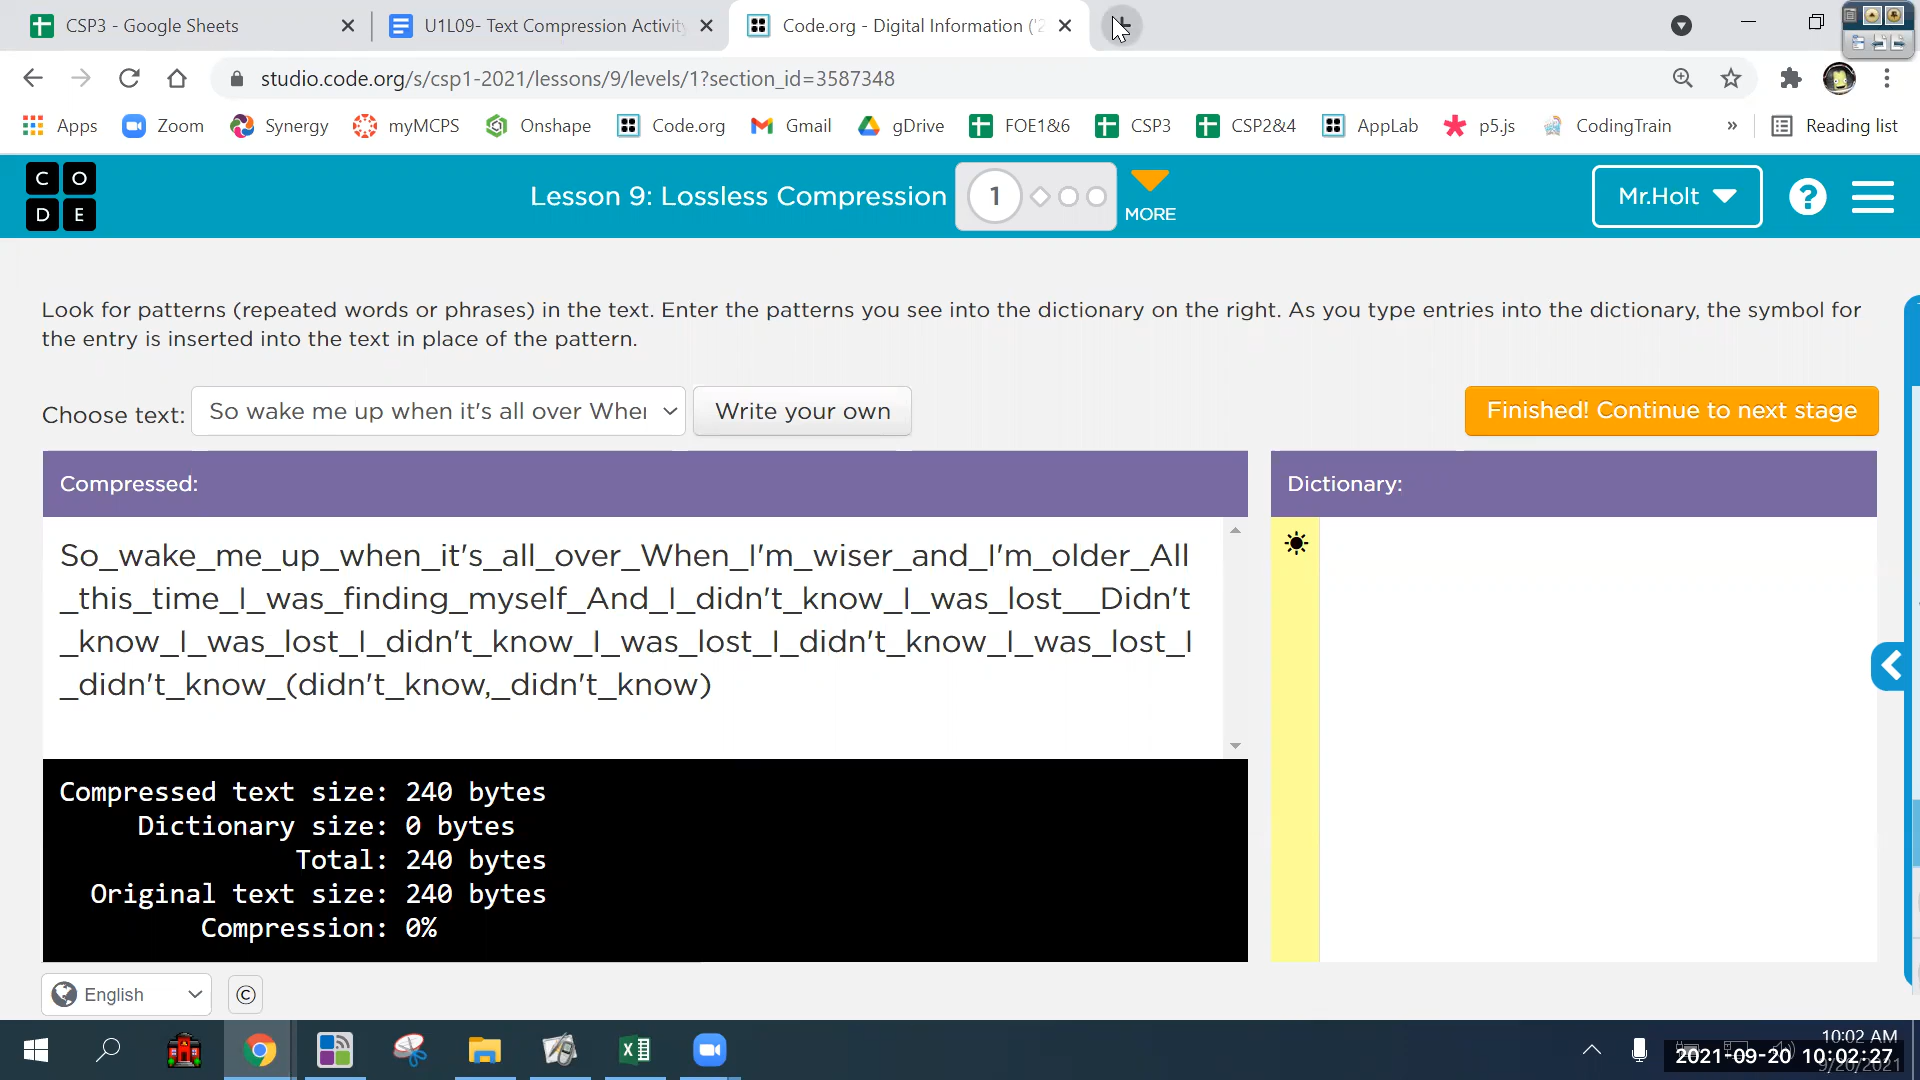 CSP3 - Google Sheets
U1L09- Text Compression Activity
Code.org - Digital Information ('2
studio.code.org/s/csp1-2021/lessons/9/levels/1?section_id=3587348
Apps Zoom Synergy myMCPS Onshape Code.org Gmail gDrive FOE1&6 CSP3 CSP2&4 AppLab p5.js CodingTrain » Reading list
C O
D E
Lesson 9: Lossless Compression
1
MORE
Mr.Holt
?
Look for patterns (repeated words or phrases) in the text. Enter the patterns you see into the dictionary on the right. As you type entries into the dictionary, the symbol for
the entry is inserted into the text in place of the pattern.
Choose text: So wake me up when it's all over Whe
Write your own
Finished! Continue to next stage
Compressed:
Dictionary:
So_wake_me_up_when_it's_all_over_When_I'm_wiser_and_I'm_older_All
_this_time_I_was_finding_myself_And_I_didn't_know_I_was_lost__Didn't
_know_I_was_lost_I_didn't_know_I_was_lost_I_didn't_know_I_was_lost_I
_didn't_know_(didn't_know,_didn't_know)
Compressed text size: 240 bytes
Dictionary size: 0 bytes
Total: 240 bytes
Original text size: 240 bytes
Compression: 0%
English
©
10:02 AM
2021-09-20 10:02:27